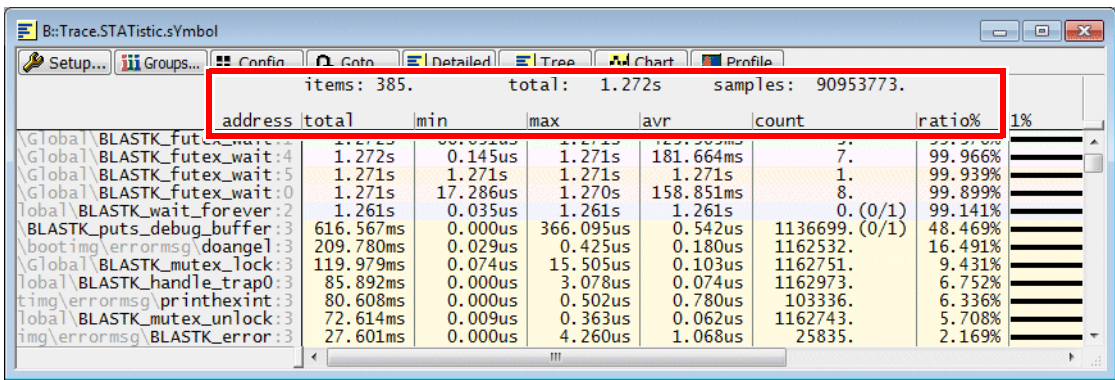 B::Trace.STATistic.sYmbol
Setup... Groups... Config... Goto... Detailed Tree Chart Profile
items: 385. total: 1.272s samples: 90953773.
address total min max avr count ratio% 1%
\Global\BLASTK_futex_wait:4 1.272s 0.145us 1.271s 181.664ms 7. 99.966%
\Global\BLASTK_futex_wait:5 1.271s 1.271s 1.271s 1.271s 1. 99.939%
\Global\BLASTK_futex_wait:0 1.271s 17.286us 1.270s 158.851ms 8. 99.899%
lobal\BLASTK_wait_forever:2 1.261s 0.035us 1.261s 1.261s 0.(0/1) 99.141%
\BLASTK_puts_debug_buffer:3 616.567ms 0.000us 366.095us 0.542us 1136699.(0/1) 48.469%
\bootimg\errormsg\doangel:3 209.780ms 0.029us 0.425us 0.180us 1162532. 16.491%
\Global\BLASTK_mutex_lock:3 119.979ms 0.074us 15.505us 0.103us 1162751. 9.431%
lobal\BLASTK_handle_trap0:3 85.892ms 0.000us 3.078us 0.074us 1162973. 6.752%
timg\errormsg\printhexint:3 80.608ms 0.000us 0.502us 0.780us 103336. 6.336%
lobal\BLASTK_mutex_unlock:3 72.614ms 0.009us 0.363us 0.062us 1162743. 5.708%
img\errormsg\BLASTK_error:3 27.601ms 0.000us 4.260us 1.068us 25835. 2.169%